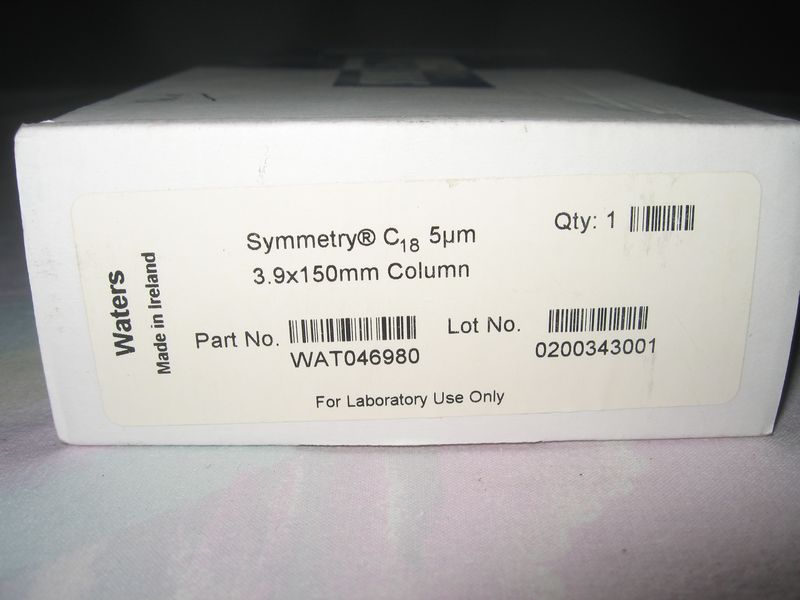 Waters
Made in Ireland
Symmetry® C18 5µm
3.9x150mm Column
Qty: 1
Part No.
WAT046980
Lot No.
0200343001
For Laboratory Use Only